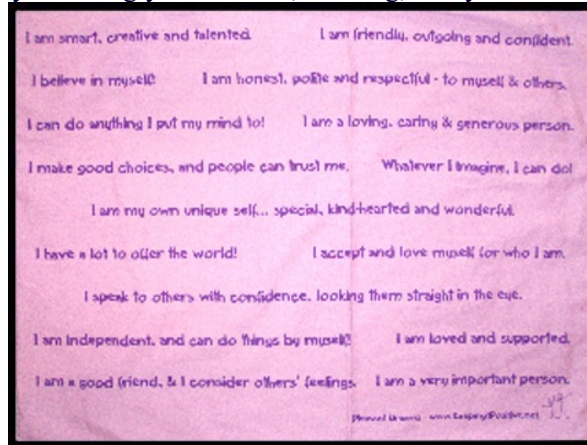 I am smart, creative and talented. I am friendly, outgoing and confident.
I believe in myself! I am honest, polite and respectful - to myself & others.
I can do anything I put my mind to! I am a loving, caring & generous person.
I make good choices, and people can trust me. Whatever I imagine, I can do!
I am my own unique self... special, kind-hearted and wonderful.
I have a lot to offer the world! I accept and love myself for who I am.
I speak to others with confidence, looking them straight in the eye.
I am independent, and can do things by myself! I am loved and supported.
I am a good friend, & I consider others' feelings. I am a very important person.